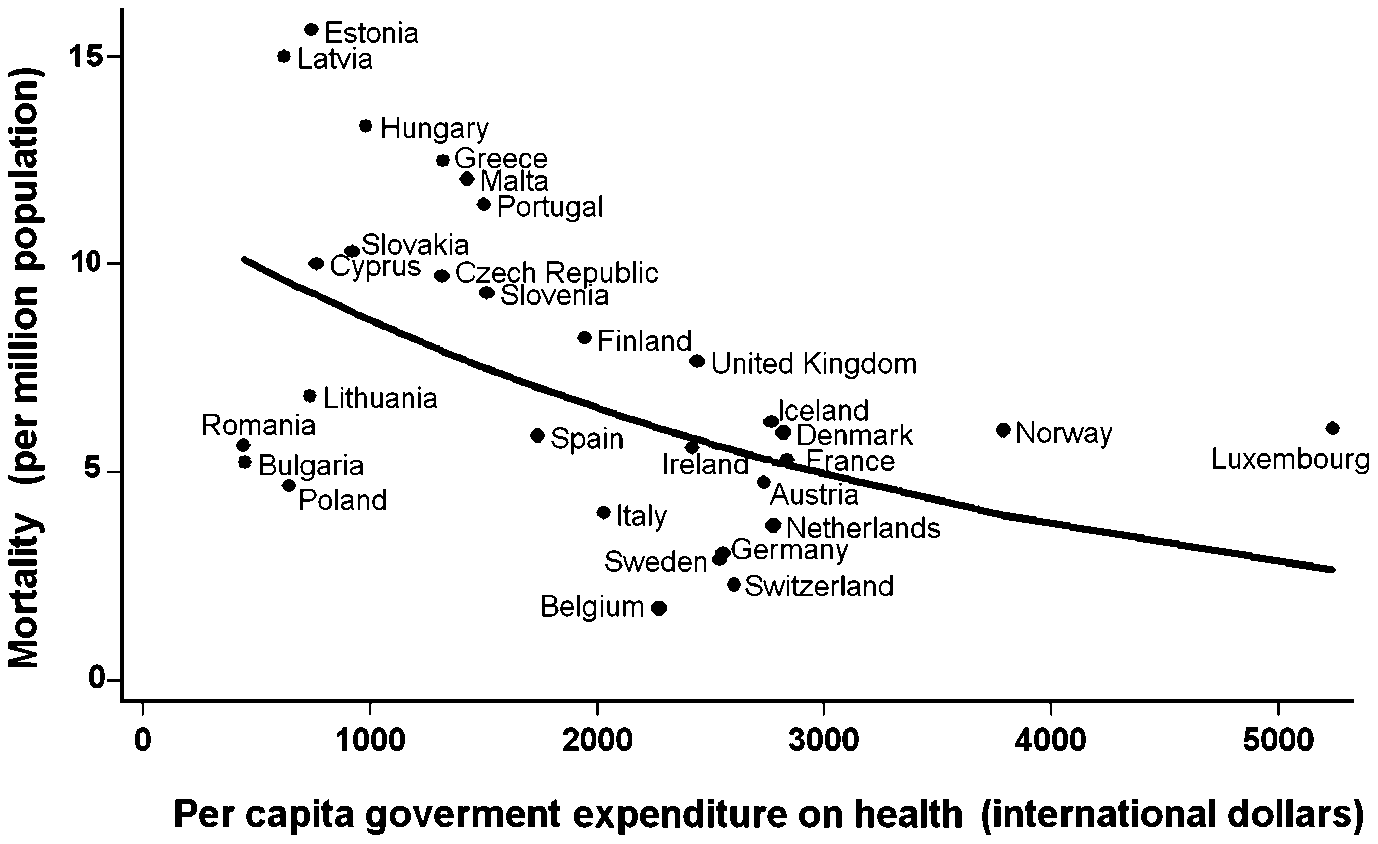 Mortality (per million population)
15
10
5
0
Estonia
Latvia
Hungary
Greece
Malta
Portugal
Slovakia
Cyprus
Czech Republic
Slovenia
Finland
United Kingdom
Lithuania
Romania
Bulgaria
Poland
Spain
Iceland
Denmark
Ireland
France
Norway
Luxembourg
Austria
Italy
Netherlands
Germany
Sweden
Switzerland
Belgium
0 1000 2000 3000 4000 5000
Per capita goverment expenditure on health (international dollars)